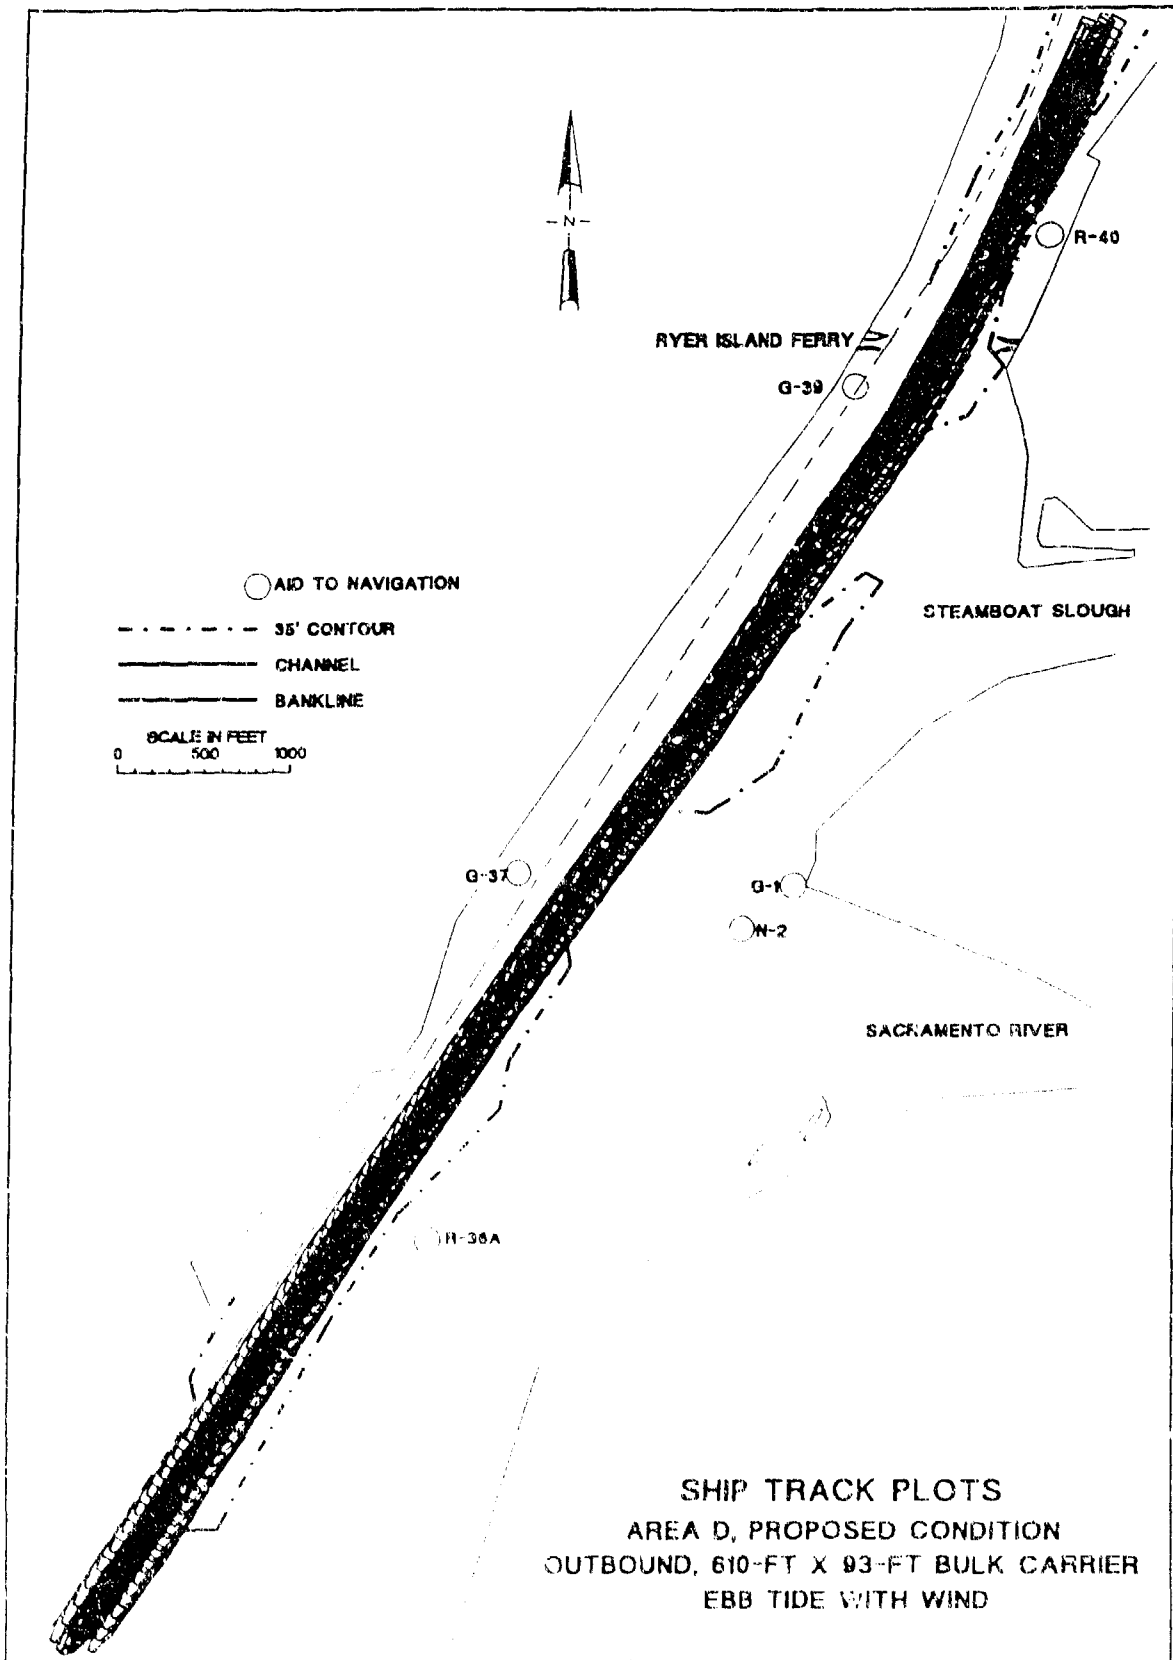 N
R-40
RYER ISLAND FERRY
G-39
AID TO NAVIGATION
STEAMBOAT SLOUGH
35' CONTOUR
CHANNEL
BANKLINE
SCALE IN FEET
0 500 1000
G-37
G-1
N-2
SACRAMENTO RIVER
R-36A
SHIP TRACK PLOTS
AREA D, PROPOSED CONDITION
OUTBOUND, 610-FT X 93-FT BULK CARRIER
EBB TIDE WITH WIND